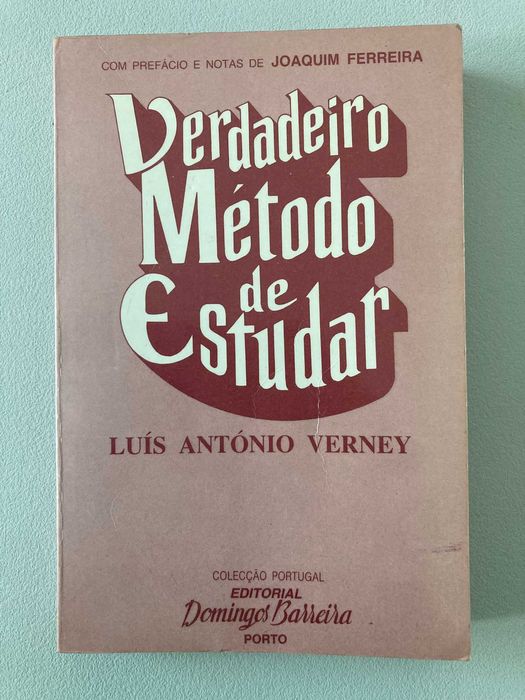 COM PREFÁCIO E NOTAS DE JOAQUIM FERREIRA
Verdadeiro
Método
de
Estudar
LUÍS ANTÓNIO VERNEY
COLECÇÃO PORTUGAL
EDITORIAL
Domingos Barreira
PORTO